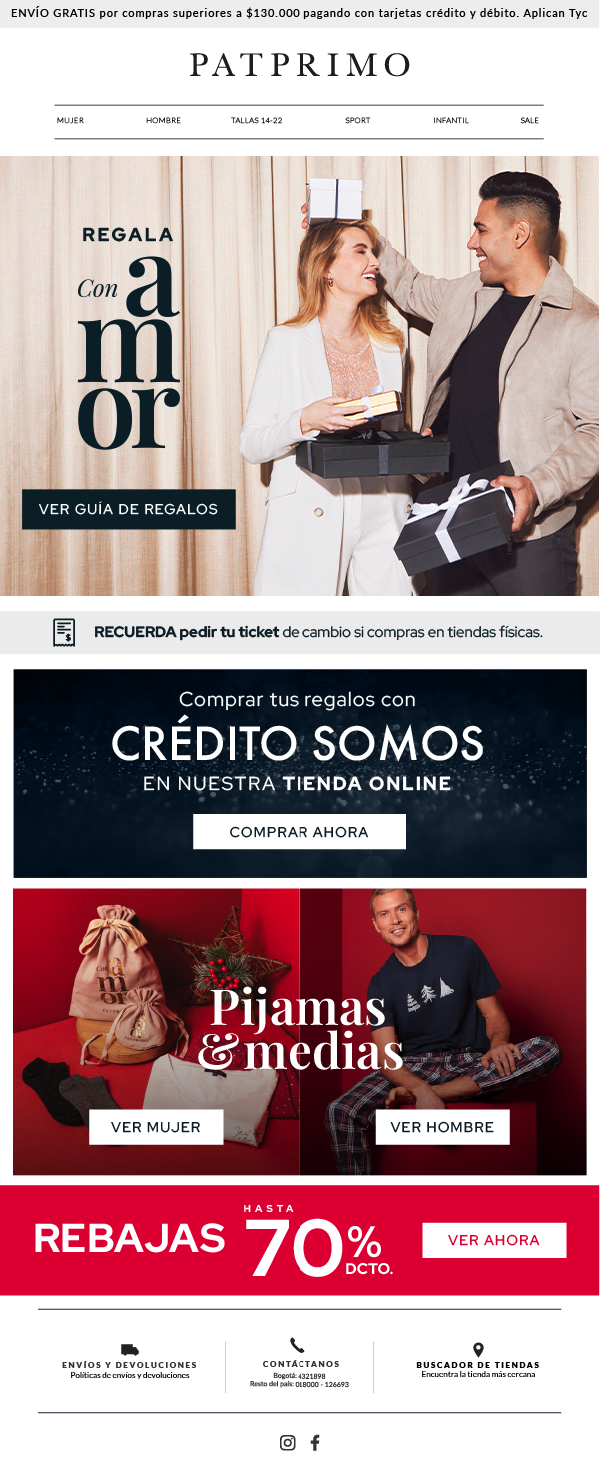 ENVÍO GRATIS por compras superiores a $130.000 pagando con tarjetas crédito y débito. Aplican Tyc
PATPRIMO
MUJER HOMBRE TALLAS 14-22 SPORT INFANTIL SALE
REGALA
Con a
m
or
VER GUÍA DE REGALOS
RECUERDA pedir tu ticket de cambio si compras en tiendas físicas.
Comprar tus regalos con
CRÉDITO SOMOS
EN NUESTRA TIENDA ONLINE
COMPRAR AHORA
Con a
m
or
PATPRIMO
Pijamas
& medias
VER MUJER
VER HOMBRE
REBAJAS
HASTA
70%
DCTO.
VER AHORA
ENVÍOS Y DEVOLUCIONES
Políticas de envíos y devoluciones
CONTÁCTANOS
Bogotá: 4321898
Resto del país: 018000 - 126693
BUSCADOR DE TIENDAS
Encuentra la tienda más cercana